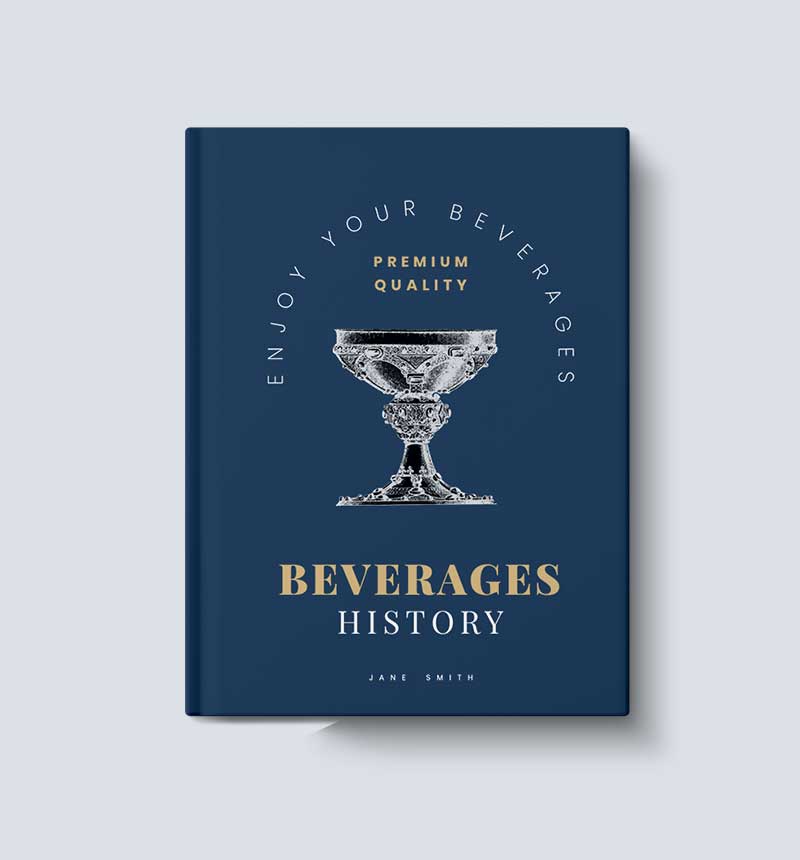 ENJOY YOUR BEVERAGES
PREMIUM
QUALITY
BEVERAGES
HISTORY
JANE SMITH